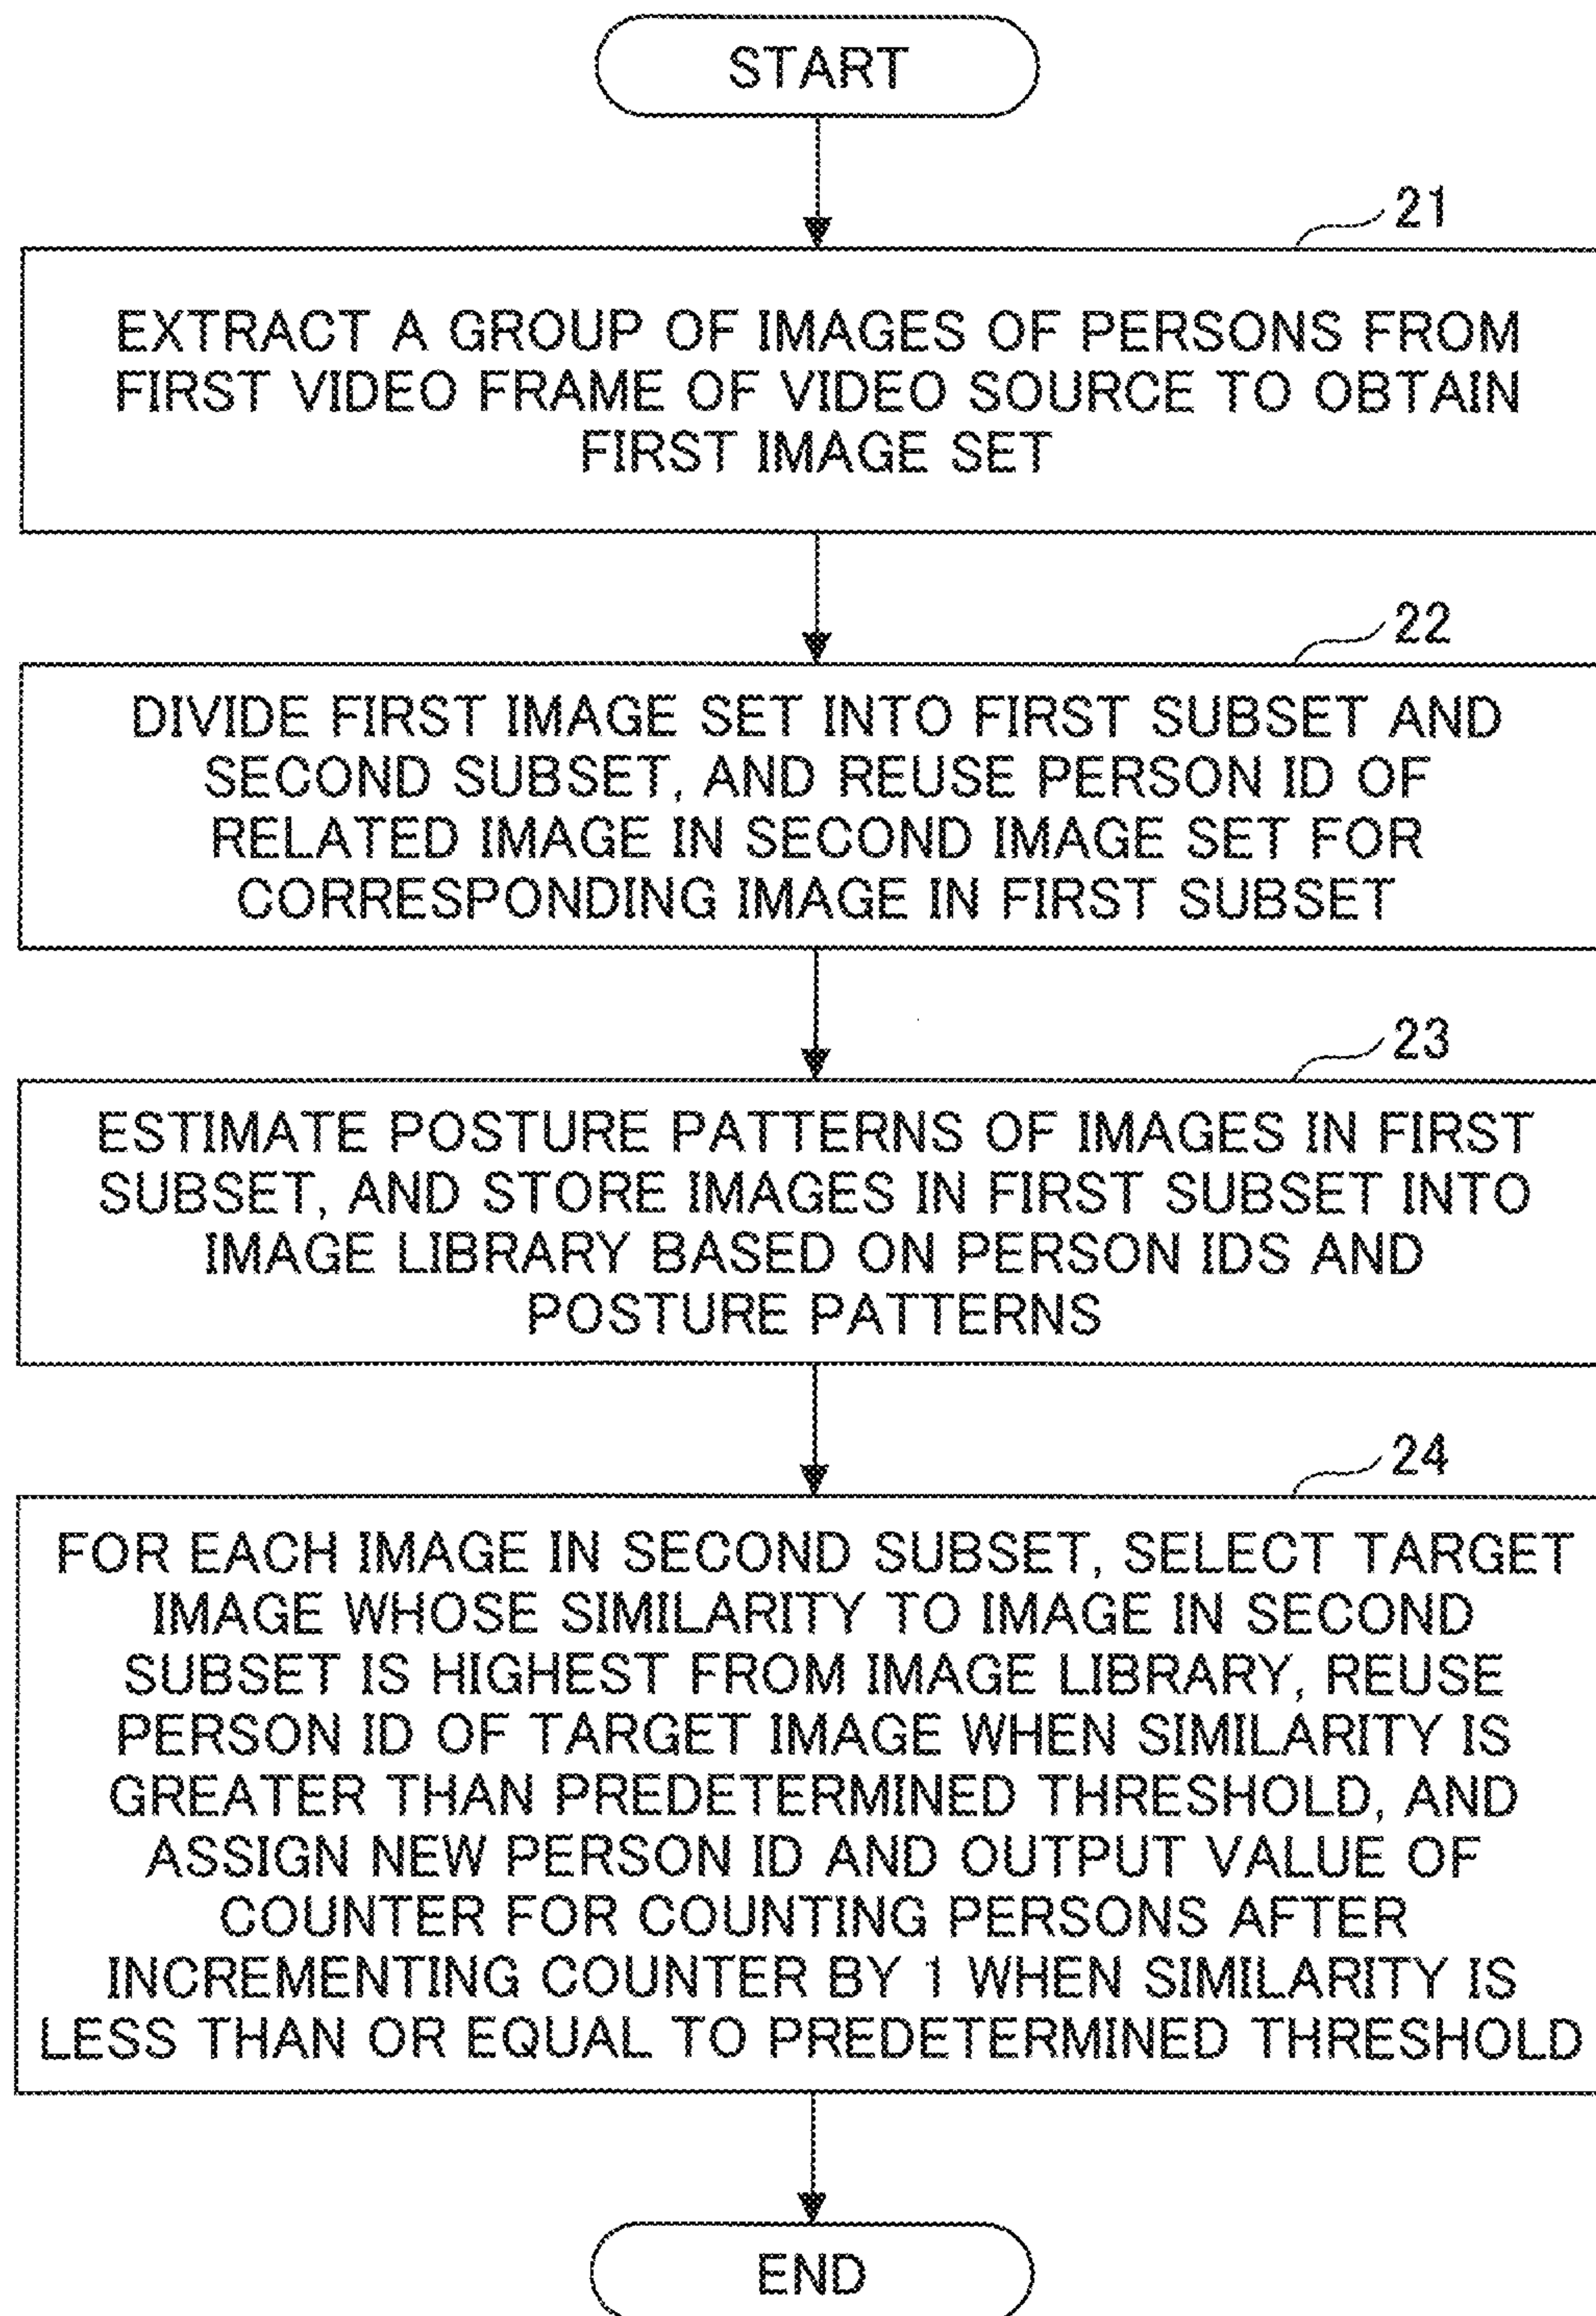 START
21
EXTRACT A GROUP OF IMAGES OF PERSONS FROM
FIRST VIDEO FRAME OF VIDEO SOURCE TO OBTAIN
FIRST IMAGE SET
22
DIVIDE FIRST IMAGE SET INTO FIRST SUBSET AND
SECOND SUBSET, AND REUSE PERSON ID OF
RELATED IMAGE IN SECOND IMAGE SET FOR
CORRESPONDING IMAGE IN FIRST SUBSET
23
ESTIMATE POSTURE PATTERNS OF IMAGES IN FIRST
SUBSET, AND STORE IMAGES IN FIRST SUBSET INTO
IMAGE LIBRARY BASED ON PERSON IDS AND
POSTURE PATTERNS
24
FOR EACH IMAGE IN SECOND SUBSET, SELECT TARGET
IMAGE WHOSE SIMILARITY TO IMAGE IN SECOND
SUBSET IS HIGHEST FROM IMAGE LIBRARY, REUSE
PERSON ID OF TARGET IMAGE WHEN SIMILARITY IS
GREATER THAN PREDETERMINED THRESHOLD, AND
ASSIGN NEW PERSON ID AND OUTPUT VALUE OF
COUNTER FOR COUNTING PERSONS AFTER
INCREMENTING COUNTER BY 1 WHEN SIMILARITY IS
LESS THAN OR EQUAL TO PREDETERMINED THRESHOLD
END